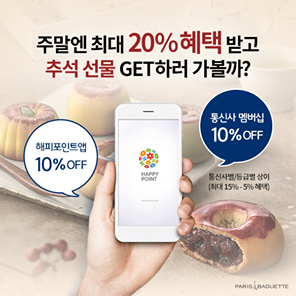 주말엔 최대 20%혜택 받고
추석 선물 GET하러 가볼까?
해피포인트앱
10%OFF
통신사 멤버십
10%OFF
통신사별/등급별 상이
(최대 15% - 5% 혜택)
HAPPY
POINT
PARIS BAGUETTE